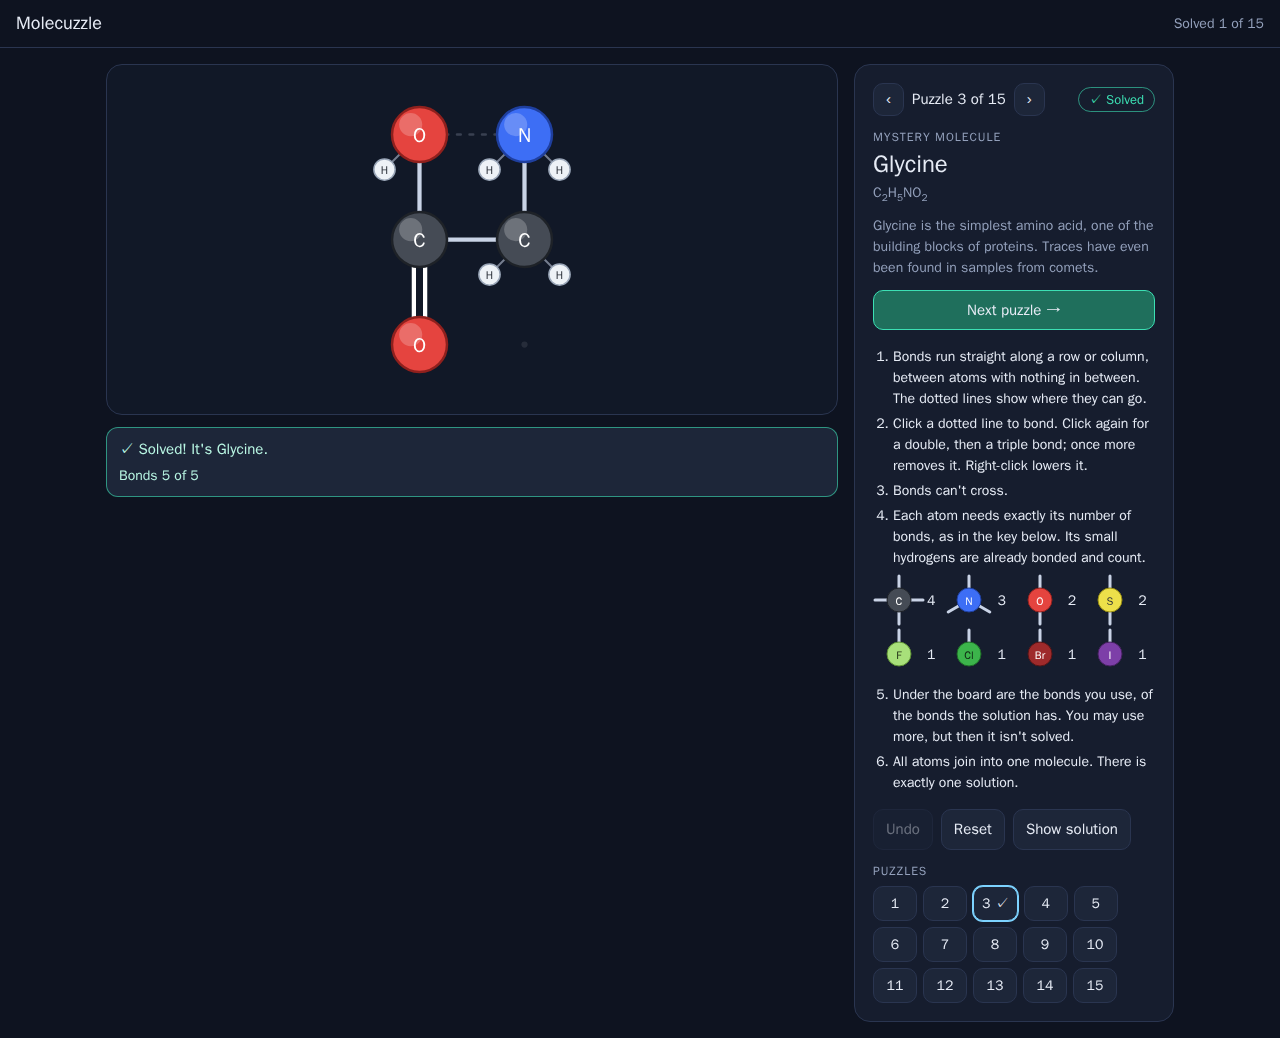 Molecuzzle
Solved 1 of 15
O
N
H
H
H
C
C
H
H
O
✓ Solved! It's Glycine.
Bonds 5 of 5
‹
Puzzle 3 of 15
›
✓ Solved
MYSTERY MOLECULE
Glycine
C₂H₅NO₂
Glycine is the simplest amino acid, one of the
building blocks of proteins. Traces have even
been found in samples from comets.
Next puzzle →
1. Bonds run straight along a row or column,
between atoms with nothing in between.
The dotted lines show where they can go.
2. Click a dotted line to bond. Click again for
a double, then a triple bond; once more
removes it. Right-click lowers it.
3. Bonds can't cross.
4. Each atom needs exactly its number of
bonds, as in the key below. Its small
hydrogens are already bonded and count.
C 4 N 3 O 2 S 2
F 1 Cl 1 Br 1 I 1
5. Under the board are the bonds you use, of
the bonds the solution has. You may use
more, but then it isn't solved.
6. All atoms join into one molecule. There is
exactly one solution.
Undo
Reset
Show solution
PUZZLES
1 2 3 ✓ 4 5
6 7 8 9 10
11 12 13 14 15